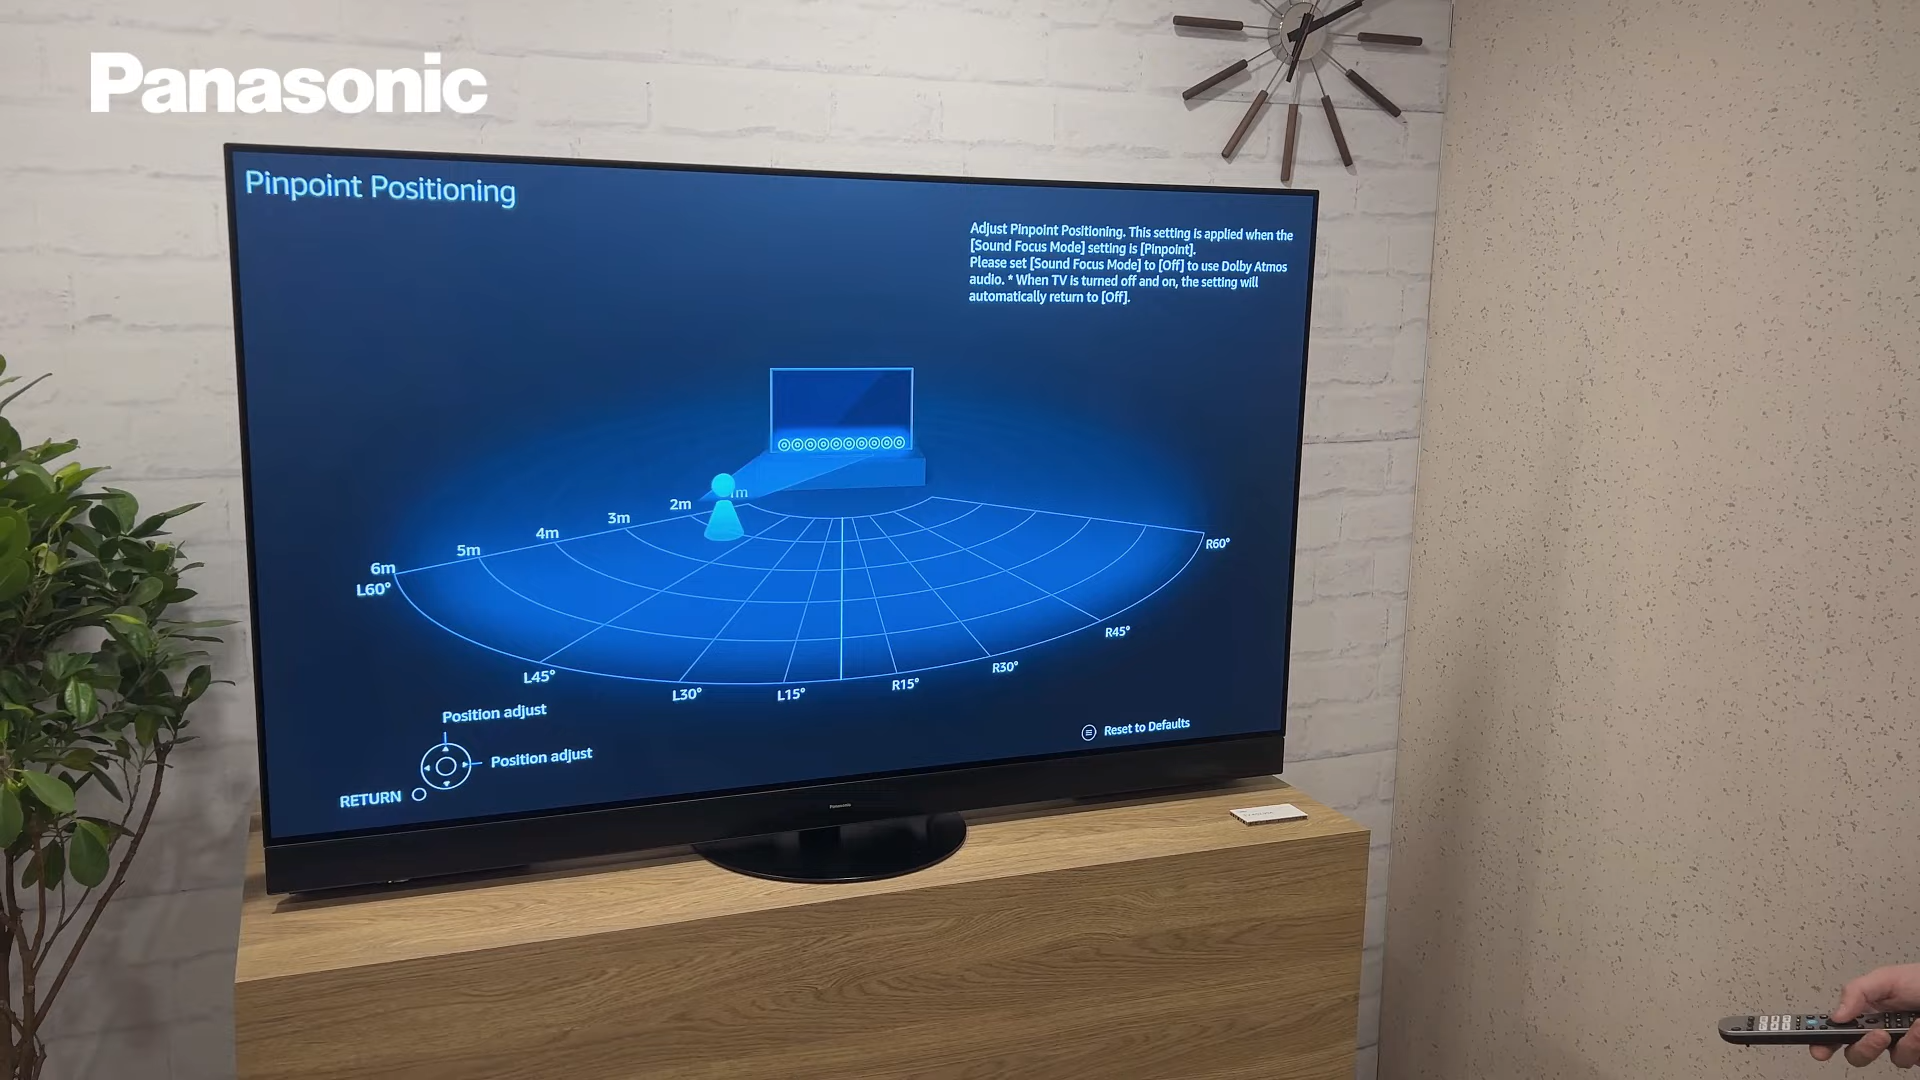 Panasonic
Pinpoint Positioning
Adjust Pinpoint Positioning. This setting is applied when the
[Sound Focus Mode] setting is [Pinpoint].
Please set [Sound Focus Mode] to [Off] to use Dolby Atmos
audio. * When TV is turned off and on, the setting will
automatically return to [Off].
1m
2m
3m
4m
5m
6m
L60°
L45°
L30°
L15°
R15°
R30°
R45°
R60°
Position adjust
Position adjust
RETURN
Reset to Defaults
Panasonic